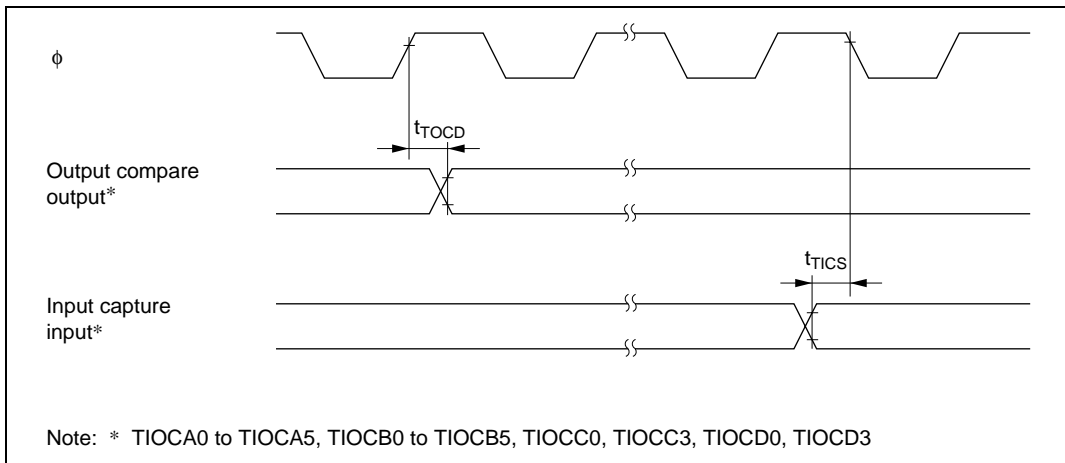 ϕ
tTOCD
Output compare
output*
tTICS
Input capture
input*
Note: * TIOCA0 to TIOCA5, TIOCB0 to TIOCB5, TIOCC0, TIOCC3, TIOCD0, TIOCD3